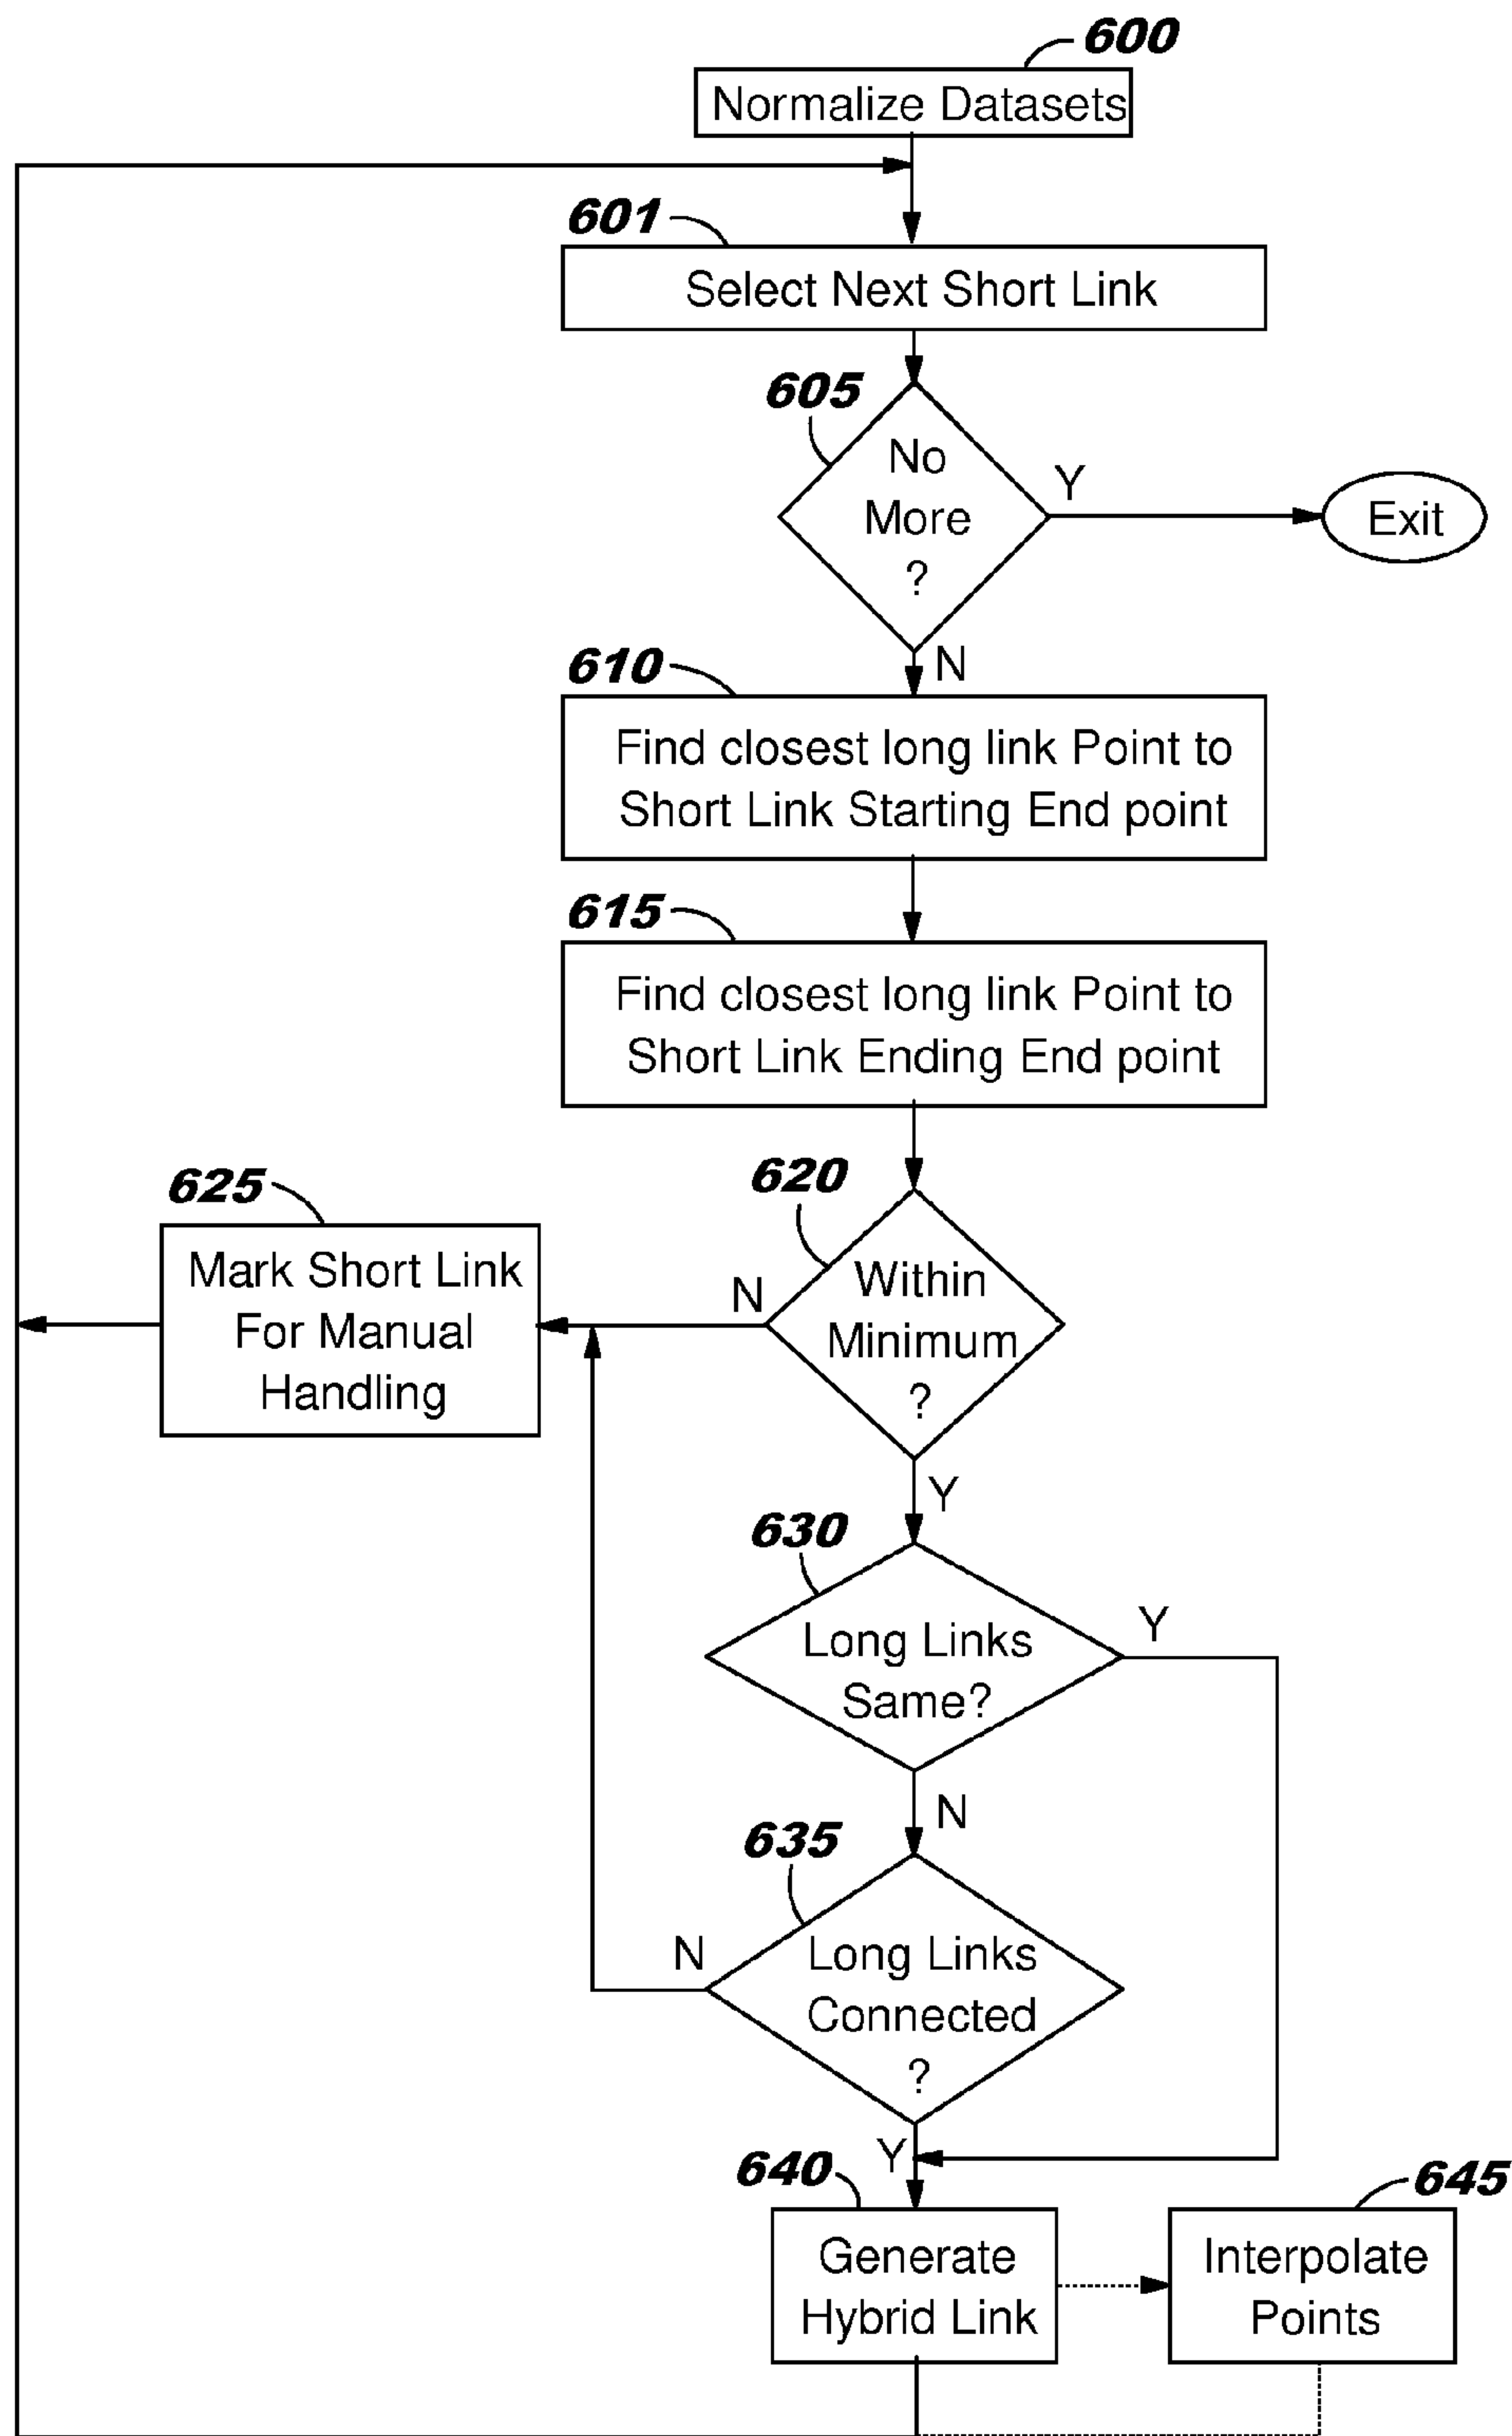 600
Normalize Datasets
601
Select Next Short Link
605
No
More
?
Y
Exit
N
610
Find closest long link Point to
Short Link Starting End point
615
Find closest long link Point to
Short Link Ending End point
620
Within
Minimum
?
N
625
Mark Short Link
For Manual
Handling
Y
630
Long Links
Same?
Y
N
635
Long Links
Connected
?
N
Y
640
Generate
Hybrid Link
645
Interpolate
Points